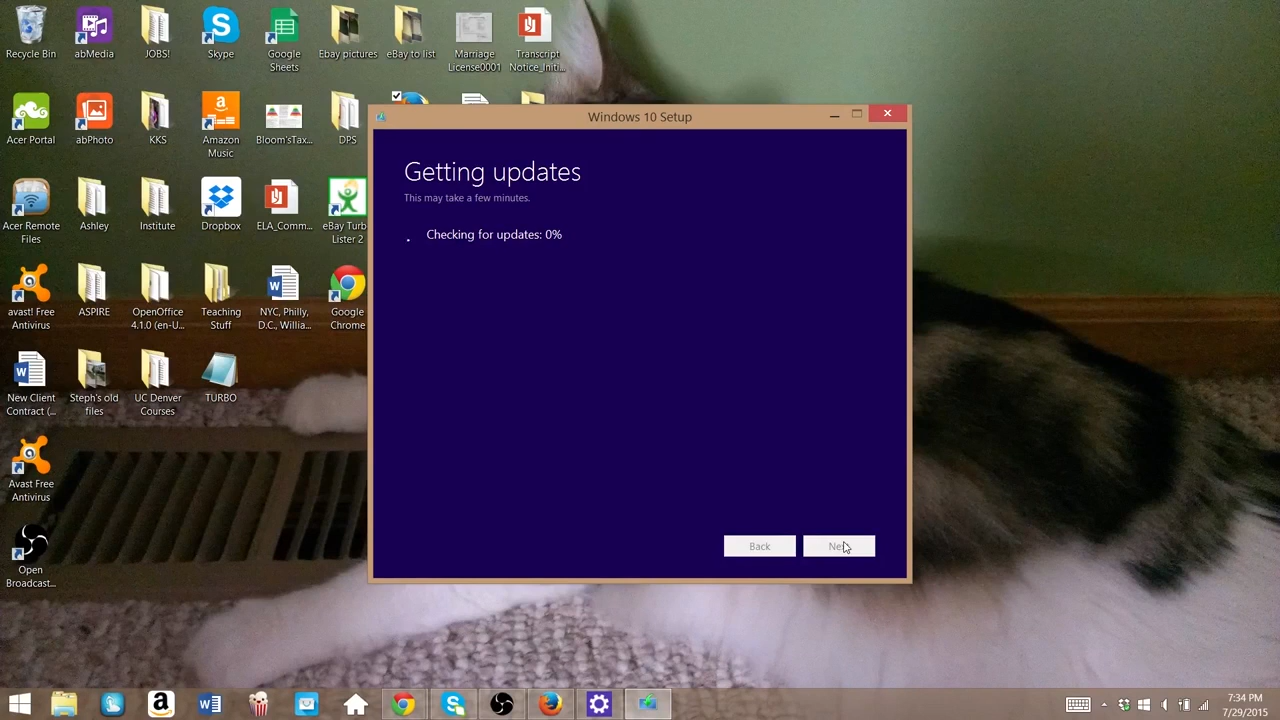 Recycle Bin
abMedia
JOBS!
Skype
Google
Sheets
Ebay pictures
eBay to list
Marriage
License0001
Transcript
Notice_Initi...
Acer Portal
abPhoto
KKS
Amazon
Music
Bloom'sTax...
DPS
Acer Remote
Files
Ashley
Institute
Dropbox
ELA_Comm...
eBay Turb
Lister 2
avast! Free
Antivirus
ASPIRE
OpenOffice
4.1.0 (en-U...
Teaching
Stuff
NYC, Philly,
D.C., Willia...
Google
Chrome
New Client
Contract (...
Steph's old
files
UC Denver
Courses
TURBO
Avast Free
Antivirus
Open
Broadcast...
Windows 10 Setup
Getting updates
This may take a few minutes.
Checking for updates: 0%
Back
7:34 PM
7/29/2015